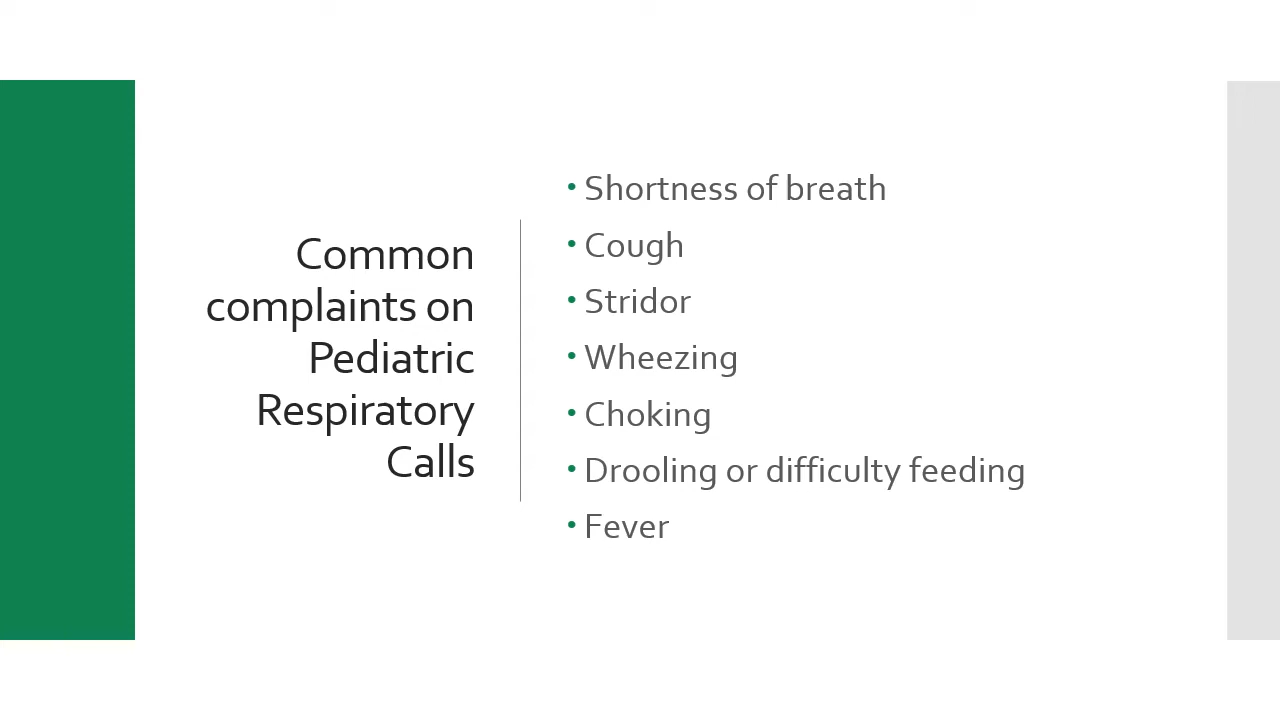 Common
complaints on
Pediatric
Respiratory
Calls
• Shortness of breath
• Cough
• Stridor
• Wheezing
• Choking
• Drooling or difficulty feeding
• Fever